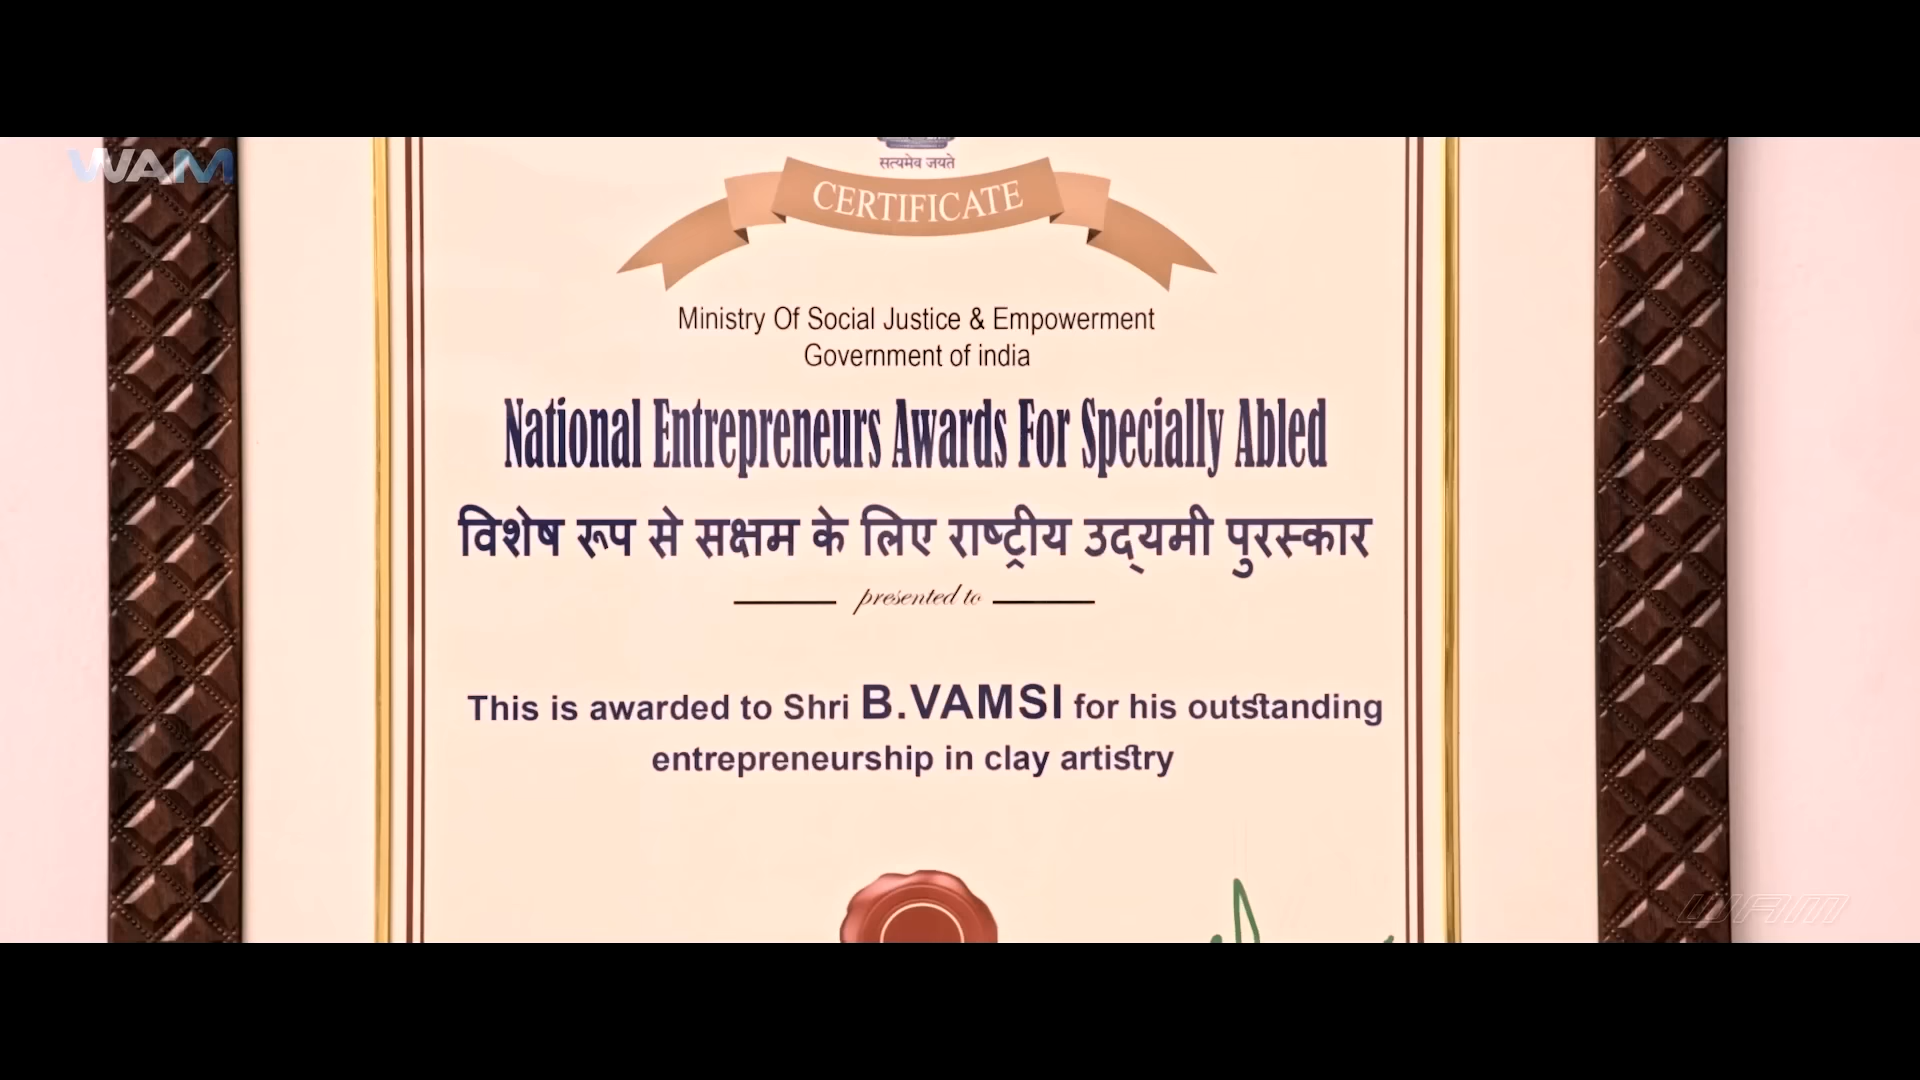 WAM
सत्यमेव जयते
CERTIFICATE
Ministry Of Social Justice & Empowerment
Government of india
National Entrepreneurs Awards For Specially Abled
विशेष रूप से सक्षम के लिए राष्ट्रीय उद्यमी पुरस्कार
presented to
This is awarded to Shri B.VAMSI for his outstanding
entrepreneurship in clay artistry
WAM